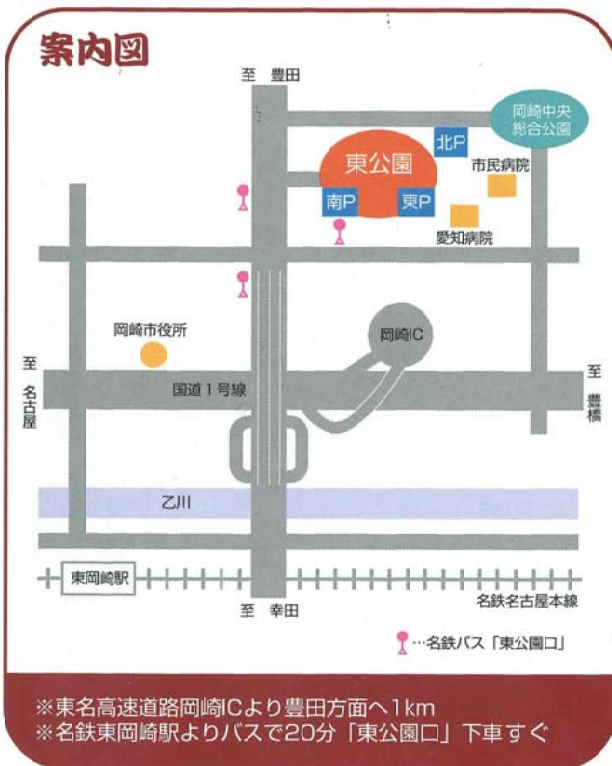 案内図
至 豊田
岡崎中央
総合公園
北P
東公園
市民病院
南P
東P
愛知病院
岡崎市役所
岡崎IC
至 名古屋
国道1号線
至 豊橋
乙川
東岡崎駅
名鉄名古屋本線
至 幸田
…名鉄バス「東公園口」
※東名高速道路岡崎ICより豊田方面へ1km
※名鉄東岡崎駅よりバスで20分「東公園口」下車すぐ